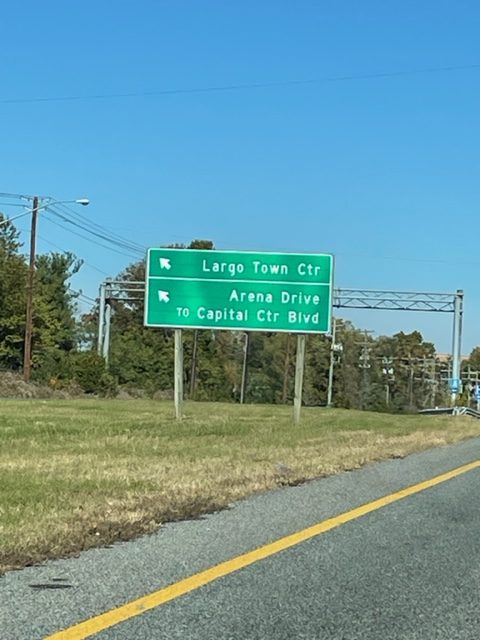 Largo Town Ctr
Arena Drive
TO Capital Ctr Blvd